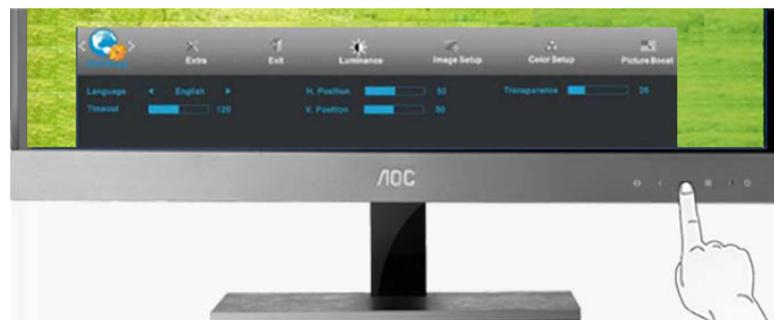 Extra
Exit
Luminance
Image Setup
Color Setup
Picture Boost
Language
English
H. Position
50
Transparence
25
Timeout
120
V. Position
50
AOC